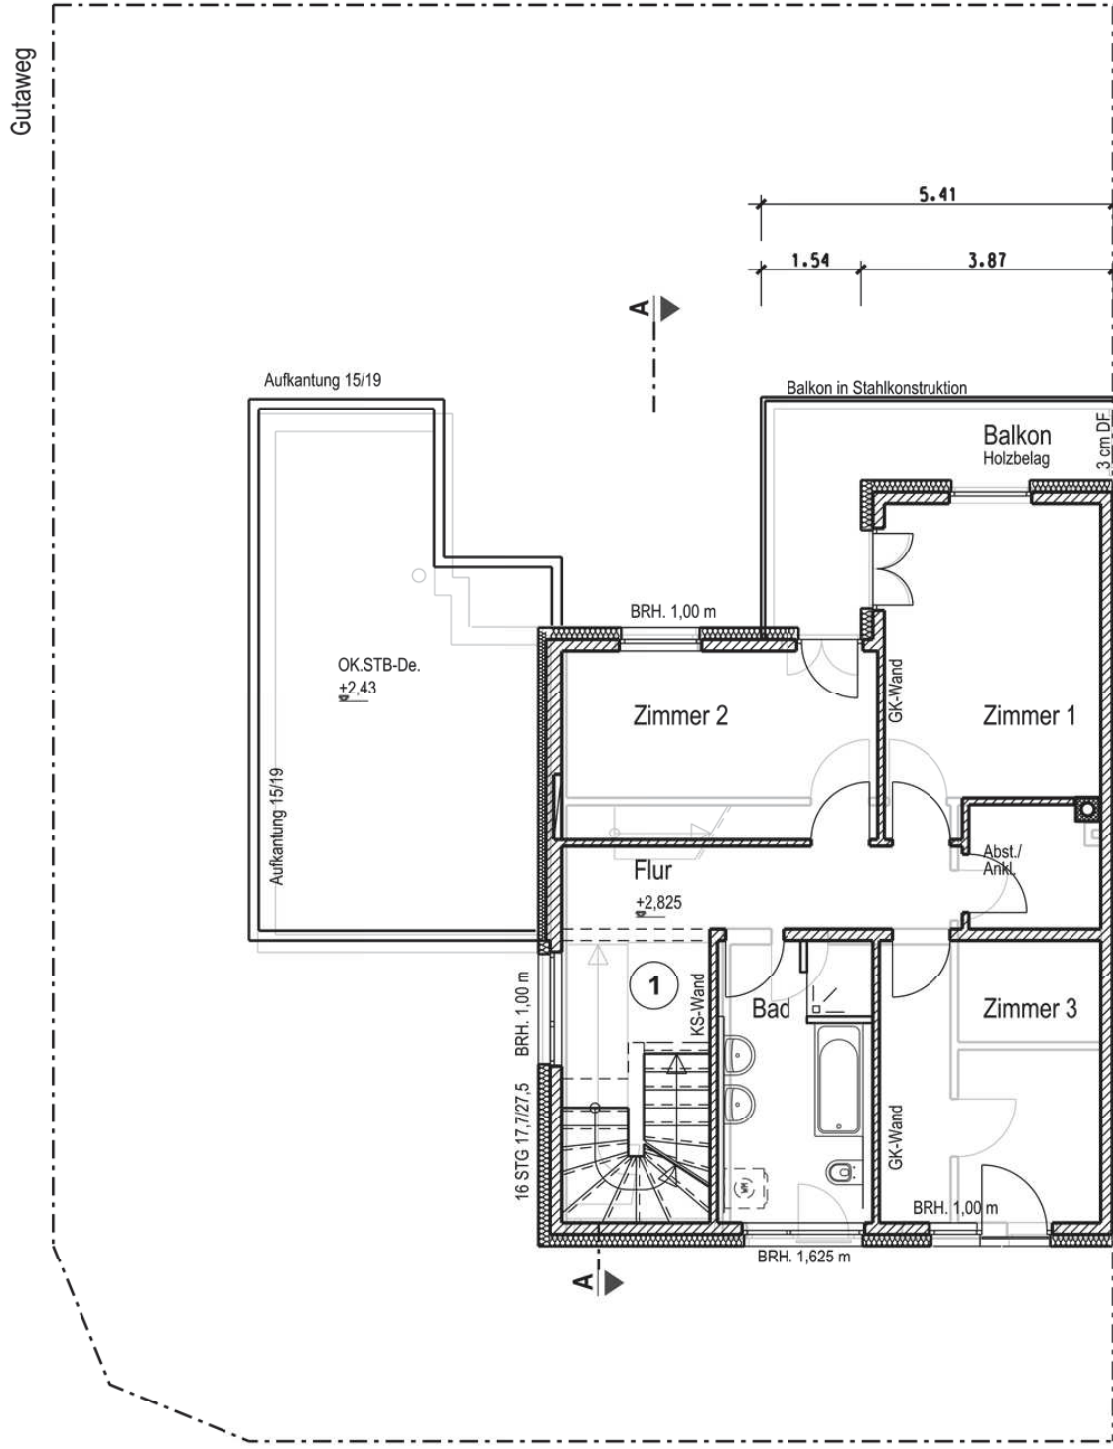 Gutaweg
5.41
1.54
3.87
A
Aufkantung 15/19
Balkon in Stahlkonstruktion
Balkon
Holzbelag
3 cm DF
BRH. 1,00 m
OK.STB-De.
+2,43
Zimmer 2
GK-Wand
Zimmer 1
Aufkantung 15/19
Flur
+2,825
Abst./
Ankl.
BRH. 1,00 m
1
KS-Wand
Bad
Zimmer 3
16 STG 17,7/27,5
GK-Wand
WM
BRH. 1,00 m
BRH. 1,625 m
A